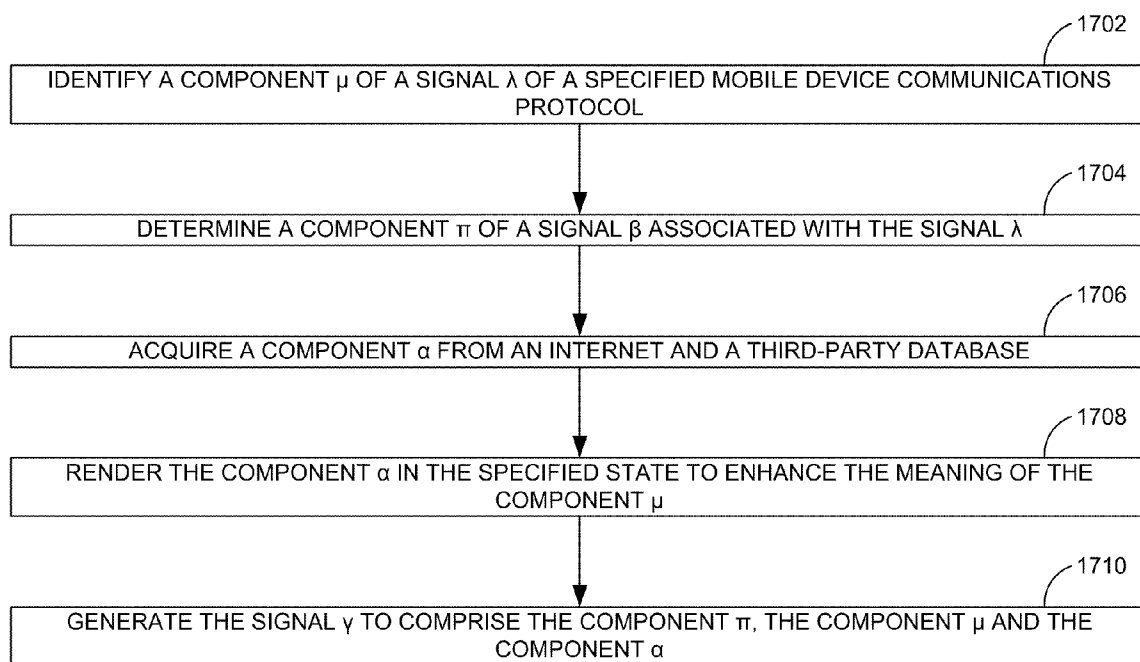 1702
IDENTIFY A COMPONENT μ OF A SIGNAL λ OF A SPECIFIED MOBILE DEVICE COMMUNICATIONS
PROTOCOL
1704
DETERMINE A COMPONENT π OF A SIGNAL β ASSOCIATED WITH THE SIGNAL λ
1706
ACQUIRE A COMPONENT α FROM AN INTERNET AND A THIRD-PARTY DATABASE
1708
RENDER THE COMPONENT α IN THE SPECIFIED STATE TO ENHANCE THE MEANING OF THE
COMPONENT μ
1710
GENERATE THE SIGNAL γ TO COMPRISE THE COMPONENT π, THE COMPONENT μ AND THE
COMPONENT α